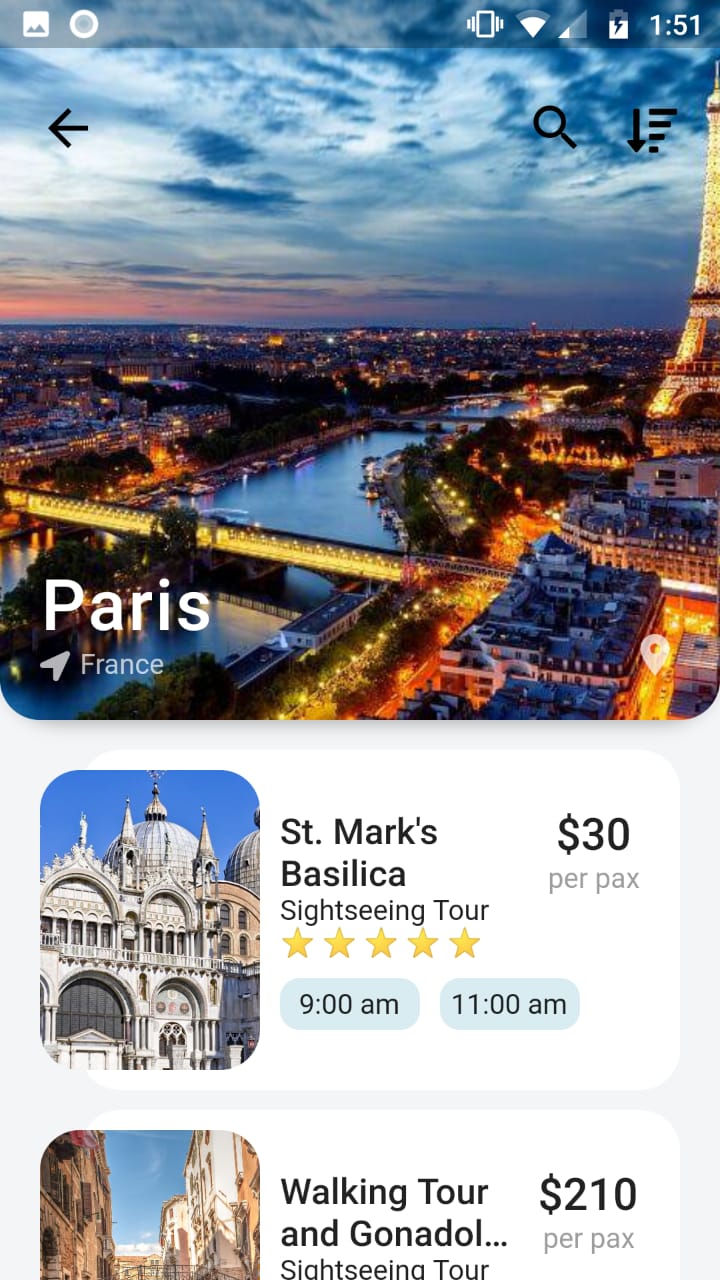 1:51
Paris
France
St. Mark's
Basilica
$30
per pax
Sightseeing Tour
9:00 am
11:00 am
Walking Tour
and Gonadol...
$210
per pax
Sightseeing Tour